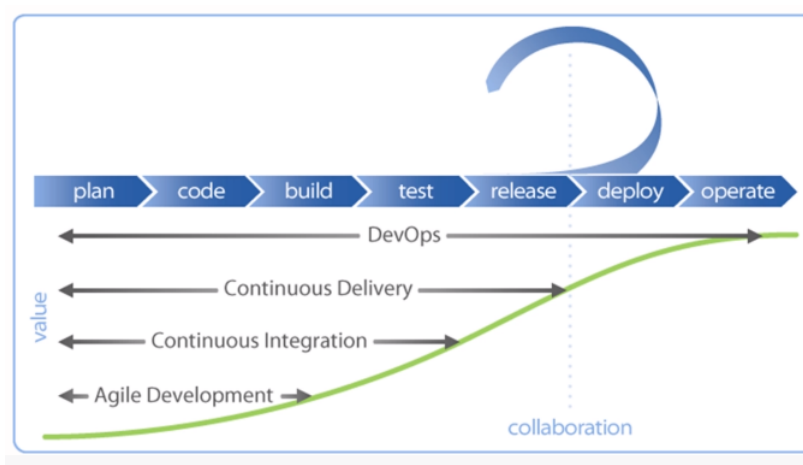 plan code build test release deploy operate
DevOps
Continuous Delivery
value
Continuous Integration
Agile Development
collaboration